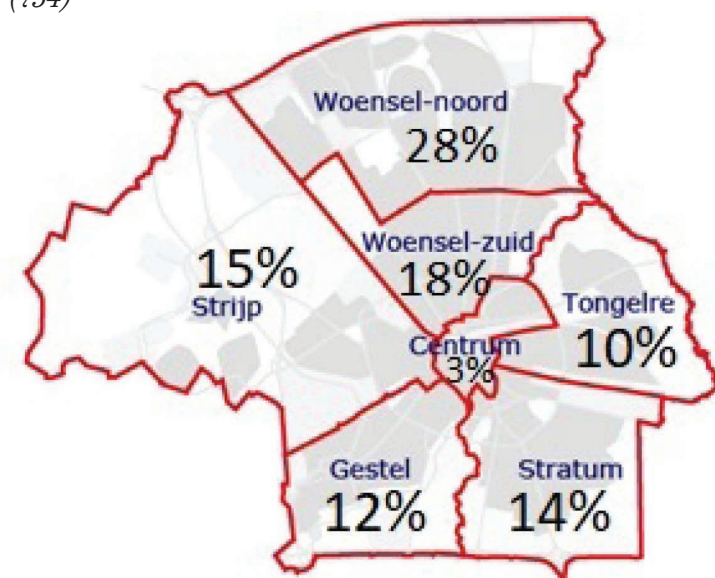 Woensel-noord
28%
Woensel-zuid
18%
15%
Strijp
Tongelre
10%
Centrum
3%
Gestel
12%
Stratum
14%